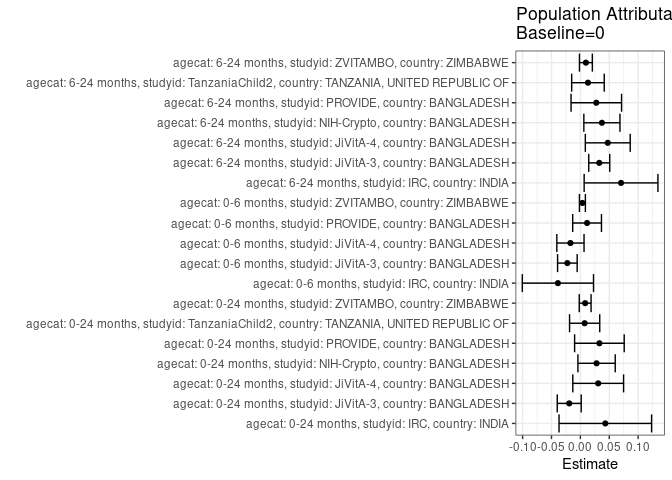 Population Attributa
Baseline=0
agecat: 6-24 months, studyid: ZVITAMBO, country: ZIMBABWE
agecat: 6-24 months, studyid: TanzaniaChild2, country: TANZANIA, UNITED REPUBLIC OF
agecat: 6-24 months, studyid: PROVIDE, country: BANGLADESH
agecat: 6-24 months, studyid: NIH-Crypto, country: BANGLADESH
agecat: 6-24 months, studyid: JiVitA-4, country: BANGLADESH
agecat: 6-24 months, studyid: JiVitA-3, country: BANGLADESH
agecat: 6-24 months, studyid: IRC, country: INDIA
agecat: 0-6 months, studyid: ZVITAMBO, country: ZIMBABWE
agecat: 0-6 months, studyid: PROVIDE, country: BANGLADESH
agecat: 0-6 months, studyid: JiVitA-4, country: BANGLADESH
agecat: 0-6 months, studyid: JiVitA-3, country: BANGLADESH
agecat: 0-6 months, studyid: IRC, country: INDIA
agecat: 0-24 months, studyid: ZVITAMBO, country: ZIMBABWE
agecat: 0-24 months, studyid: TanzaniaChild2, country: TANZANIA, UNITED REPUBLIC OF
agecat: 0-24 months, studyid: PROVIDE, country: BANGLADESH
agecat: 0-24 months, studyid: NIH-Crypto, country: BANGLADESH
agecat: 0-24 months, studyid: JiVitA-4, country: BANGLADESH
agecat: 0-24 months, studyid: JiVitA-3, country: BANGLADESH
agecat: 0-24 months, studyid: IRC, country: INDIA
-0.10 -0.05 0.00 0.05 0.10
Estimate